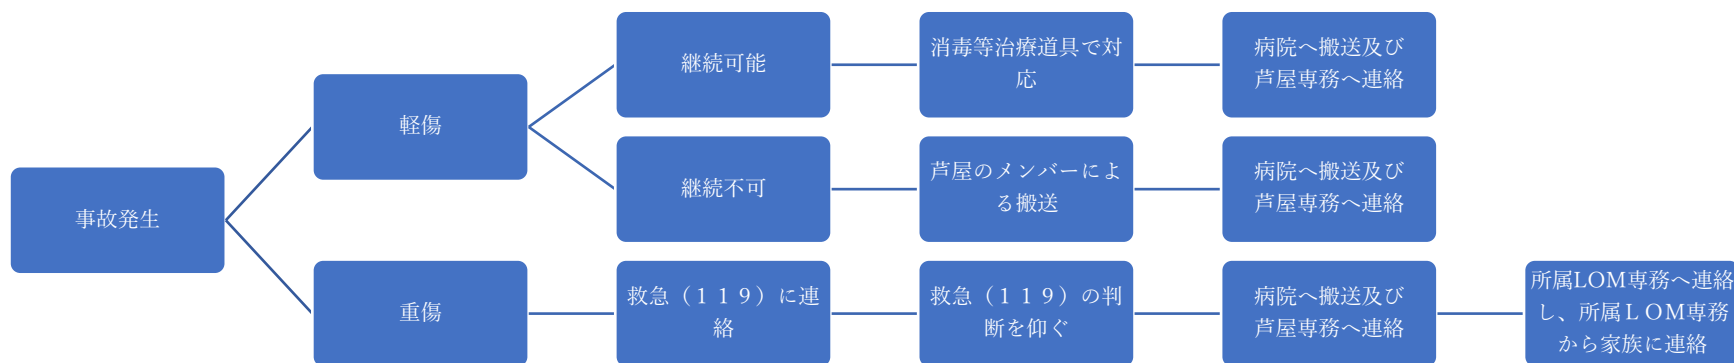 事故発生
軽傷
継続可能
消毒等治療道具で対
応
病院へ搬送及び
芦屋専務へ連絡
継続不可
芦屋のメンバーによ
る搬送
病院へ搬送及び
芦屋専務へ連絡
重傷
救急（１１９）に連
絡
救急（１１９）の判
断を仰ぐ
病院へ搬送及び
芦屋専務へ連絡
所属LOM専務へ連絡
し、所属ＬＯＭ専務
から家族に連絡